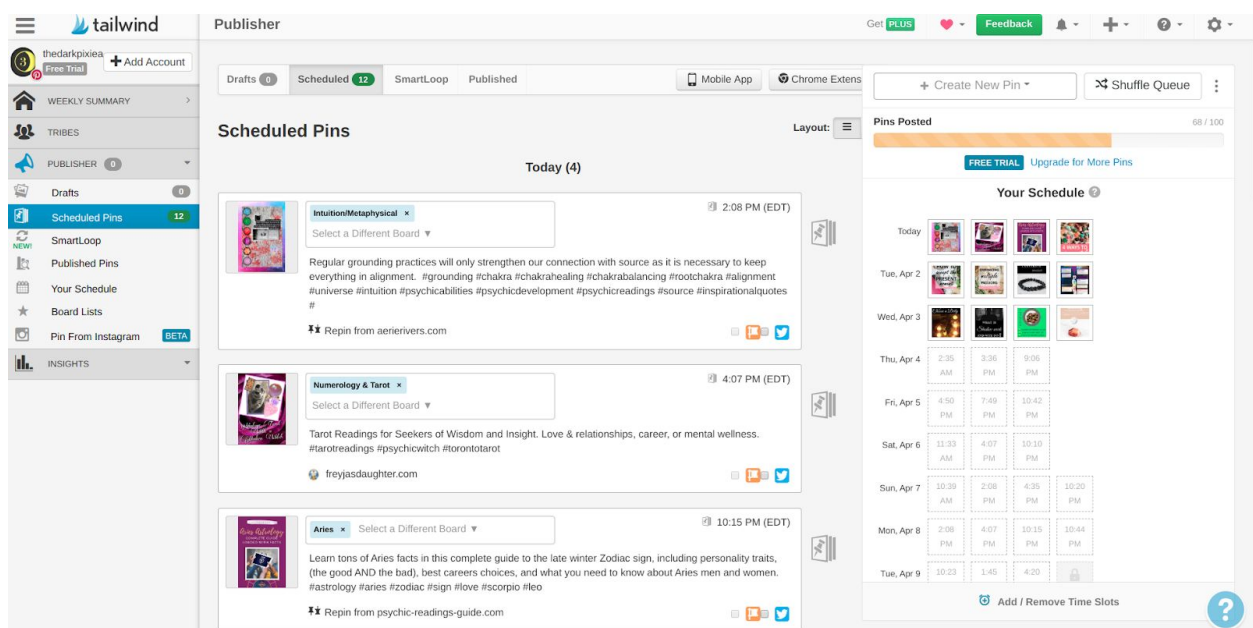 tailwind
Publisher
Get PLUS
Feedback
3
thedarkpixiea
Free Trial
Add Account
WEEKLY SUMMARY
TRIBES
PUBLISHER 0
Drafts 0
Scheduled Pins 12
NEW!
SmartLoop
Published Pins
Your Schedule
Board Lists
Pin From Instagram BETA
INSIGHTS
Drafts 0 Scheduled 12 SmartLoop Published
Mobile App
Chrome Extens
Scheduled Pins
Layout:
Today (4)
Intuition/Metaphysical ×
2:08 PM (EDT)
Select a Different Board ▼
Regular grounding practices will only strengthen our connection with source as it is necessary to keep
everything in alignment. #grounding #chakra #chakrahealing #chakrabalancing #rootchakra #alignment
#universe #intuition #psychicabilities #psychicdevelopment #psychicreadings #source #inspirationalquotes
#
Repin from aerierivers.com
Numerology & Tarot ×
4:07 PM (EDT)
Select a Different Board ▼
Tarot Readings for Seekers of Wisdom and Insight. Love & relationships, career, or mental wellness.
#tarotreadings #psychicwitch #torontotarot
freyjasdaughter.com
Aries × Select a Different Board ▼
10:15 PM (EDT)
Aries Astrology
Learn tons of Aries facts in this complete guide to the late winter Zodiac sign, including personality traits,
(the good AND the bad), best careers choices, and what you need to know about Aries men and women.
#astrology #aries #zodiac #sign #love #scorpio #leo
Repin from psychic-readings-guide.com
+ Create New Pin
Shuffle Queue
Pins Posted 68 / 100
FREE TRIAL Upgrade for More Pins
Your Schedule ?
Today
Tue, Apr 2
Wed, Apr 3
Thu, Apr 4 2:35 AM 3:36 PM 9:06 PM
Fri, Apr 5 4:50 PM 7:49 PM 10:42 PM
Sat, Apr 6 11:33 AM 4:07 PM 10:10 PM
Sun, Apr 7 10:39 AM 2:08 PM 4:35 PM 10:20 PM
Mon, Apr 8 2:08 PM 4:07 PM 10:15 PM 10:44 PM
Tue, Apr 9 10:23 1:45 4:20
Add / Remove Time Slots
?